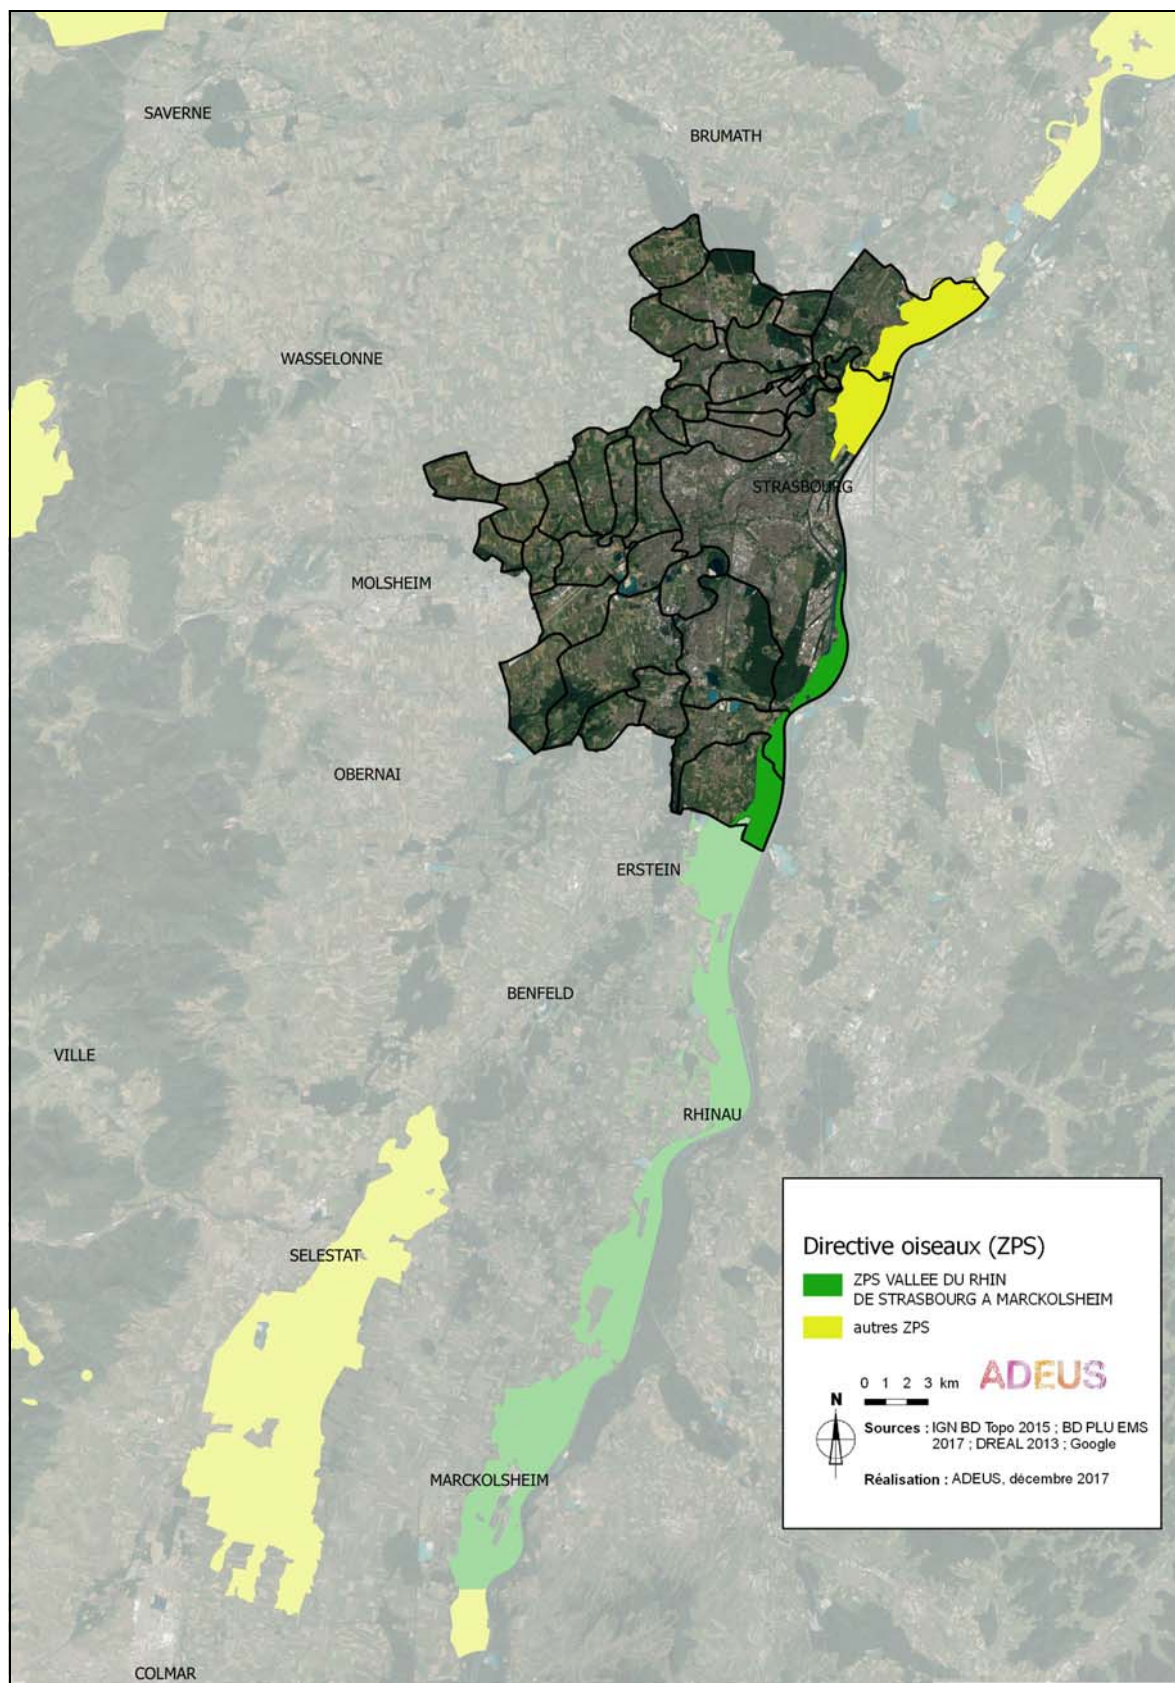 SAVERNE
BRUMATH
WASSELONNE
STRASBOURG
MOLSHEIM
OBERNAI
ERSTEIN
BENFELD
VILLE
RHINAU
SELESTAT
MARCKOLSHEIM
COLMAR
Directive oiseaux (ZPS)
ZPS VALLEE DU RHIN
DE STRASBOURG A MARCKOLSHEIM
autres ZPS
0 1 2 3 km
ADEUS
N
Sources : IGN BD Topo 2015 ; BD PLU EMS
2017 ; DREAL 2013 ; Google
Réalisation : ADEUS, décembre 2017